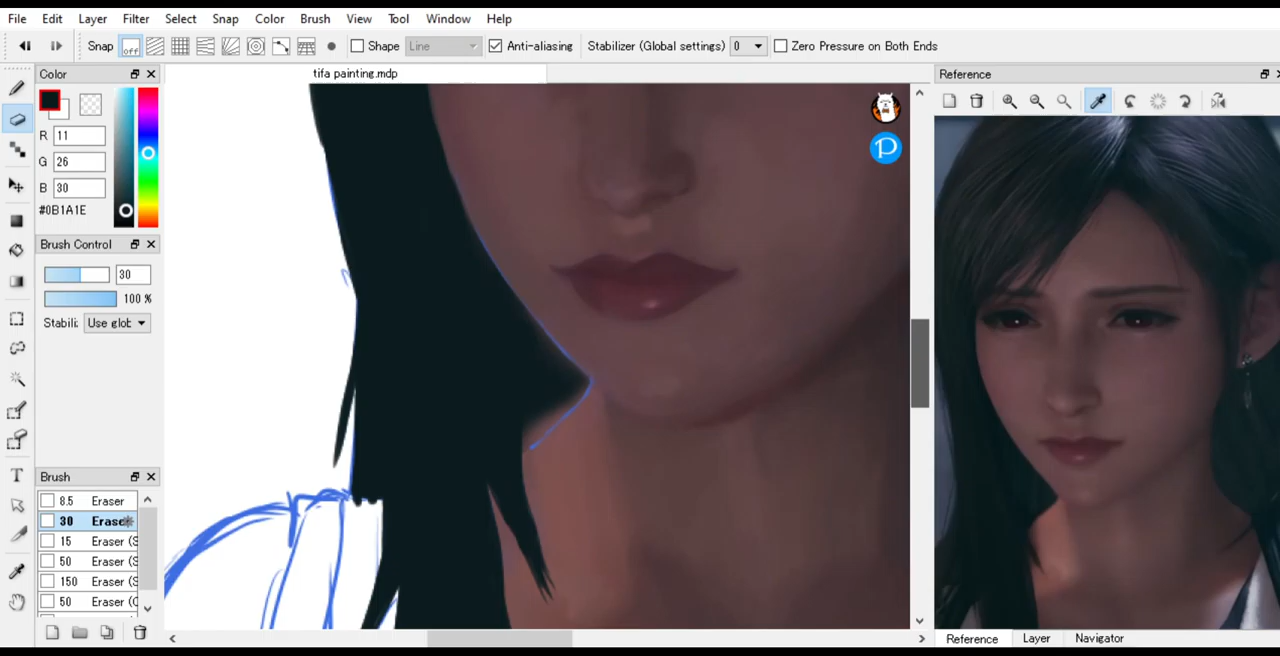 File Edit Layer Filter Select Snap Color Brush View Tool Window Help
Snap off Shape Line Anti-aliasing Stabilizer (Global settings) 0 Zero Pressure on Both Ends
Color tifa painting.mdp Reference
R 11
G 26
B 30
#0B1A1E
Brush Control
30
100 %
Stabili: Use glob
Brush
8.5 Eraser
30 Erase
15 Eraser (S
50 Eraser (S
150 Eraser (S
50 Eraser (C
T
P
Reference Layer Navigator